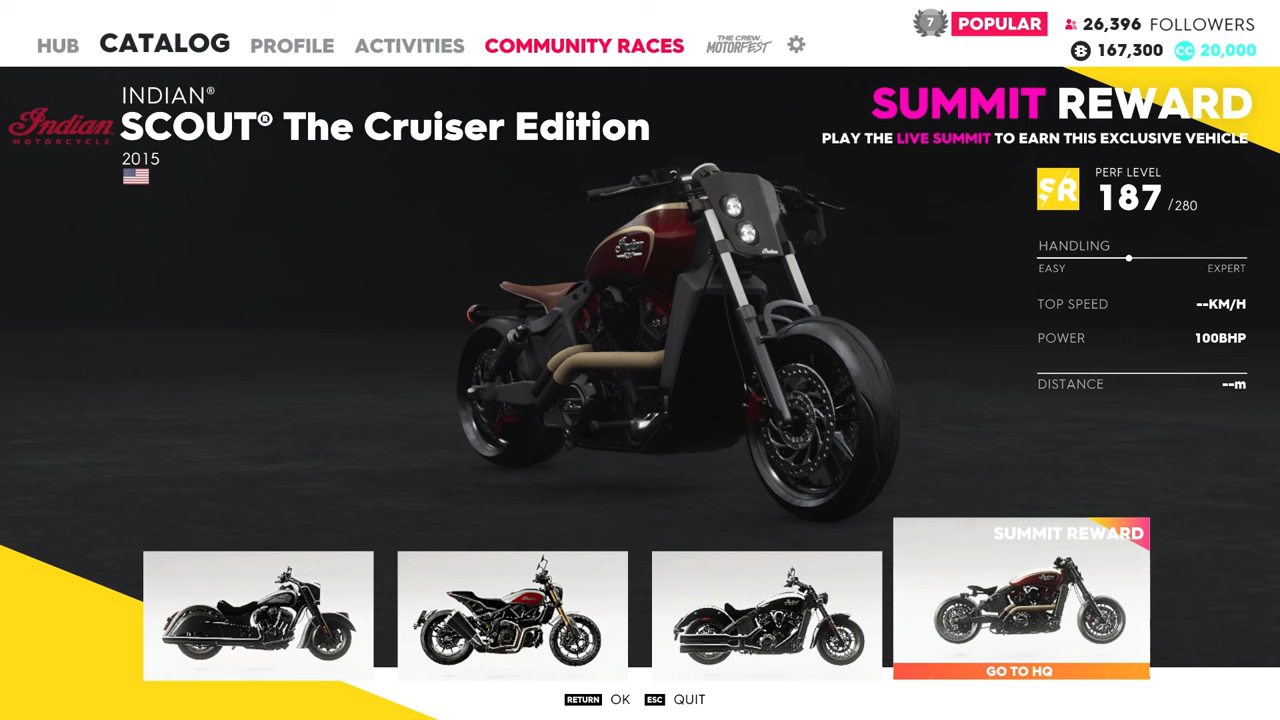 HUB CATALOG PROFILE ACTIVITIES COMMUNITY RACES THE CREW MOTORFEST
7 POPULAR 26,396 FOLLOWERS
167,300 CC 20,000
Indian
MOTORCYCLE
INDIAN®
SCOUT® The Cruiser Edition
2015
SUMMIT REWARD
PLAY THE LIVE SUMMIT TO EARN THIS EXCLUSIVE VEHICLE
SR PERF LEVEL
187 /280
HANDLING
EASY EXPERT
TOP SPEED --KM/H
POWER 100BHP
DISTANCE --m
Indian
SUMMIT REWARD
GO TO HQ
RETURN OK ESC QUIT